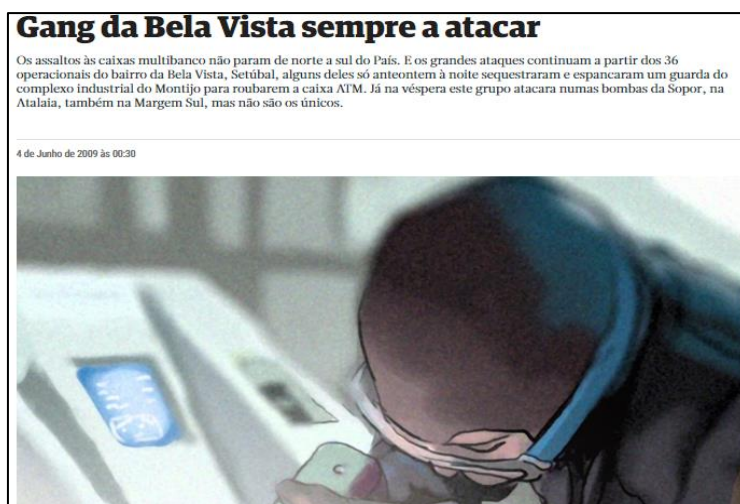 Gang da Bela Vista sempre a atacar
Os assaltos às caixas multibanco não param de norte a sul do País. E os grandes ataques continuam a partir dos 36
operacionais do bairro da Bela Vista, Setúbal, alguns deles só anteontem à noite sequestraram e espancaram um guarda do
complexo industrial do Montijo para roubarem a caixa ATM. Já na véspera este grupo atacara numas bombas da Sopor, na
Atalaia, também na Margem Sul, mas não são os únicos.
4 de Junho de 2009 às 00:30